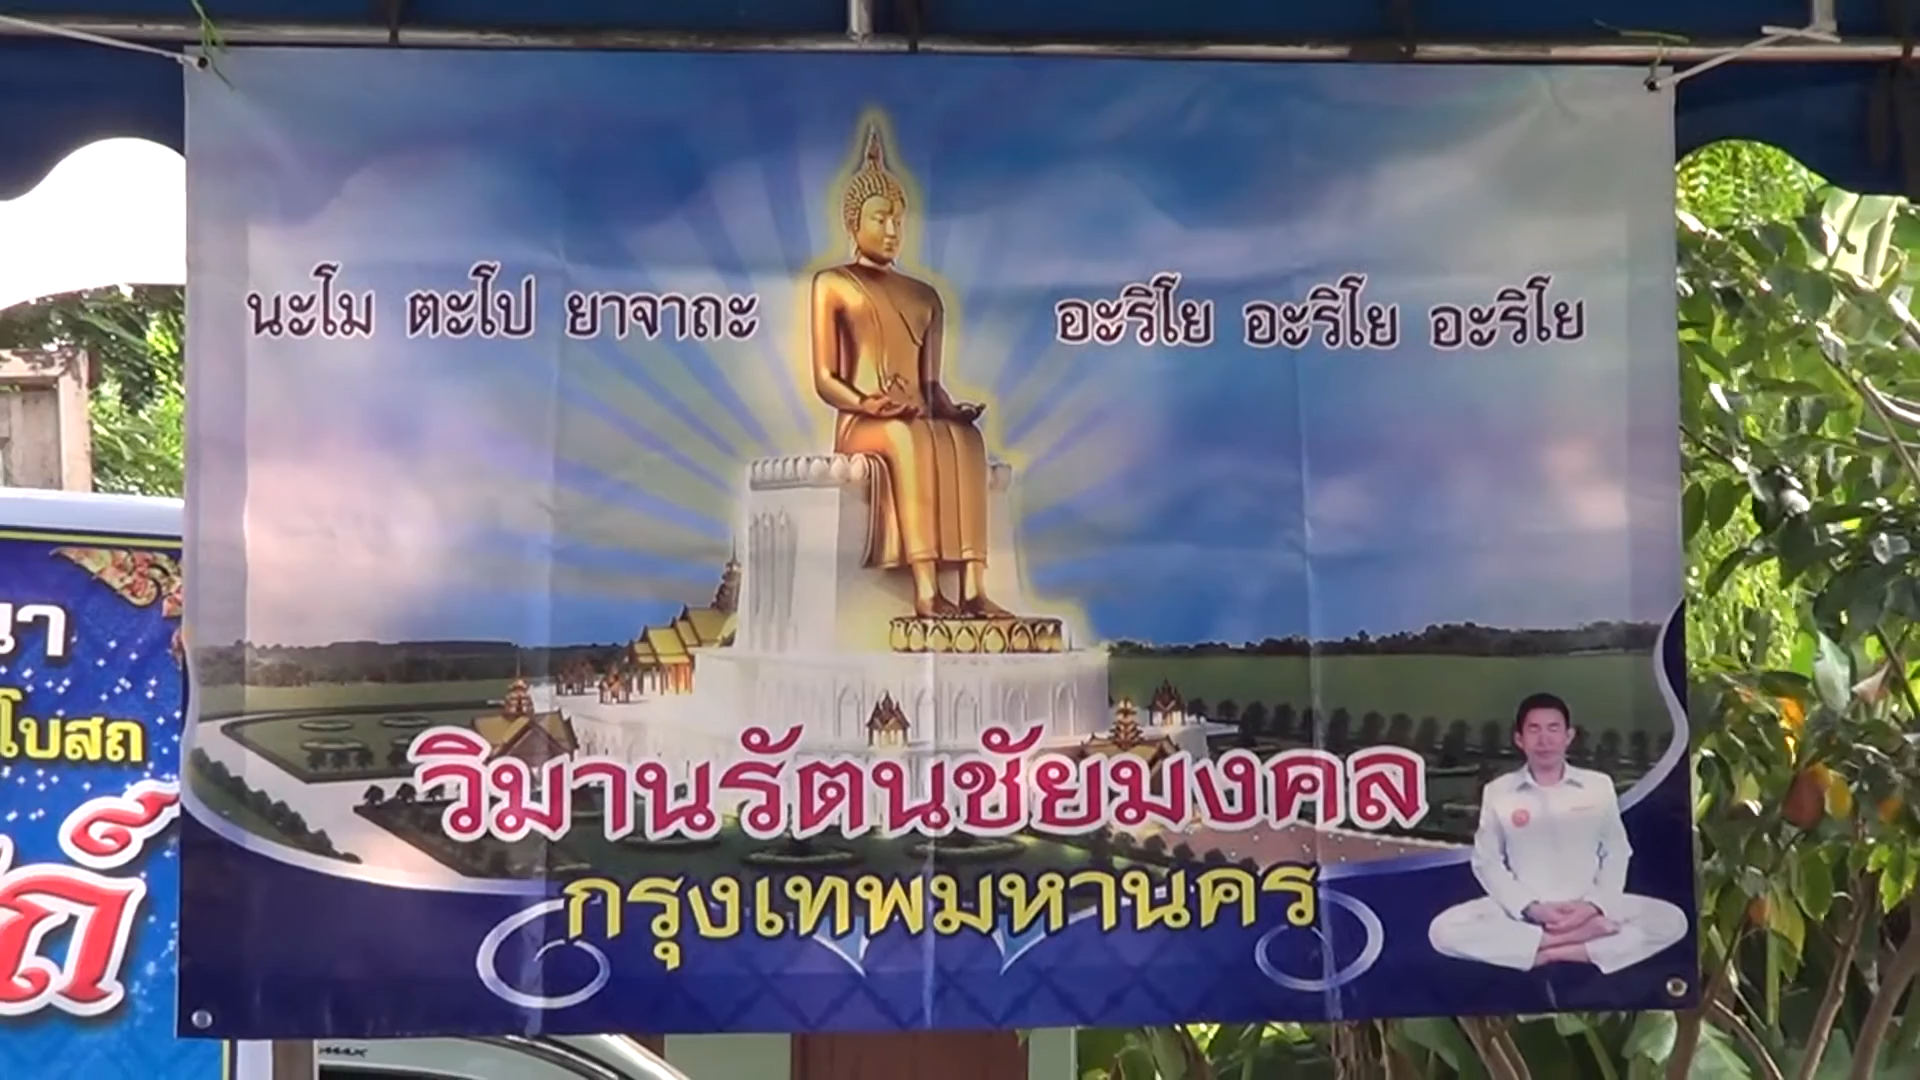 นะโม ตะโป ยาจาถะ
อะริโย อะริโย อะริโย
วิมานรัตนชัยมงคล
กรุงเทพมหานคร
โบสถ